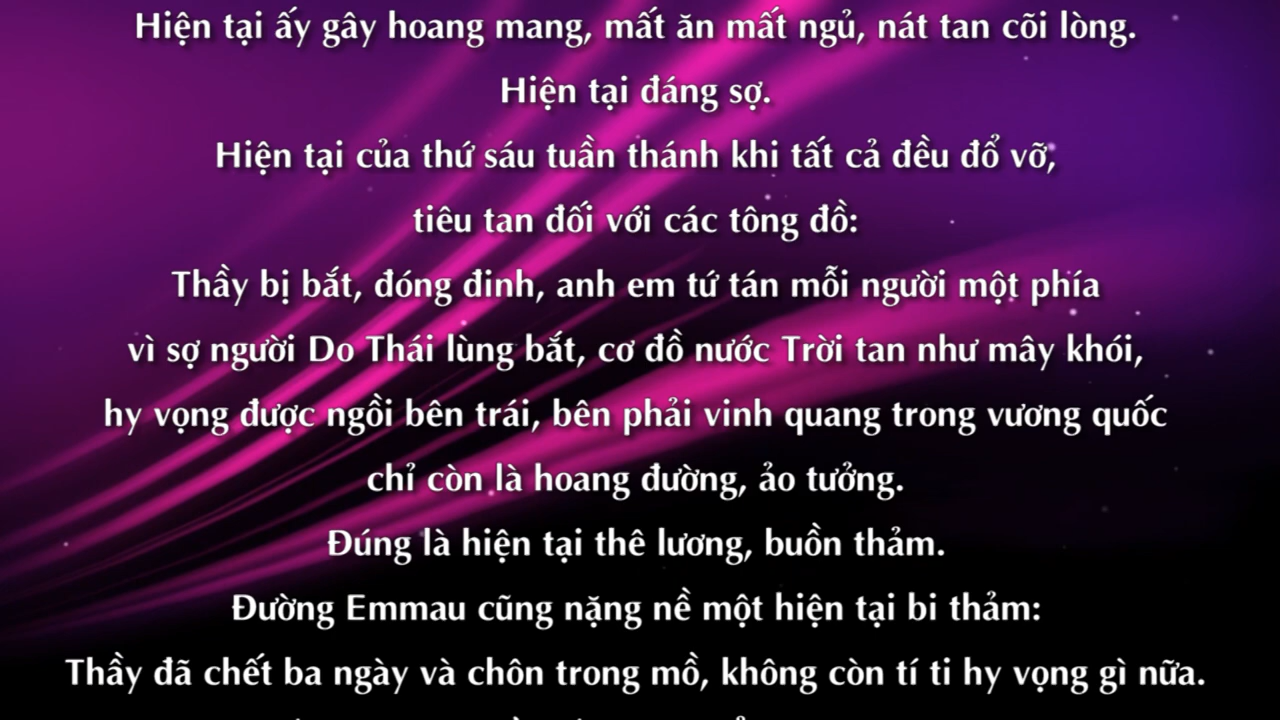 Hiện tại ấy gây hoang mang, mất ăn mất ngủ, nát tan cõi lòng.
Hiện tại đáng sợ.
Hiện tại của thứ sáu tuần thánh khi tất cả đều đổ vỡ,
tiêu tan đối với các tông đồ:
Thầy bị bắt, đóng đinh, anh em tứ tán mỗi người một phía
vì sợ người Do Thái lùng bắt, cơ đồ nước Trời tan như mây khói,
hy vọng được ngồi bên trái, bên phải vinh quang trong vương quốc
chỉ còn là hoang đường, ảo tưởng.
Đúng là hiện tại thê lương, buồn thảm.
Đường Emmau cũng nặng nề một hiện tại bi thảm:
Thầy đã chết ba ngày và chôn trong mồ, không còn tí ti hy vọng gì nữa.